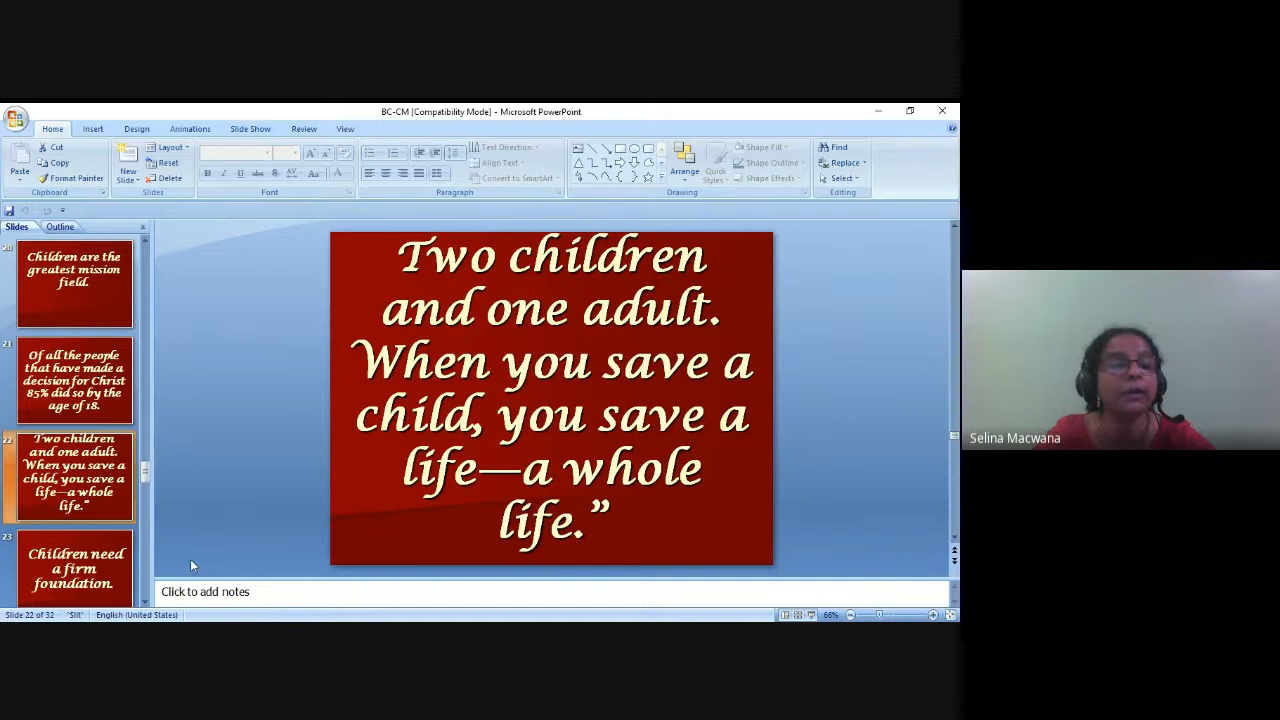 BC-CM [Compatibility Mode] - Microsoft PowerPoint
Home Insert Design Animations Slide Show Review View
Paste
Cut
Copy
Format Painter
Clipboard
New
Slide
Layout
Reset
Delete
Slides
B I U abc S AV Aa A
Font
Text Direction
Align Text
Convert to SmartArt
Paragraph
Arrange
Quick
Styles
Shape Fill
Shape Outline
Shape Effects
Drawing
Find
Replace
Select
Editing
Slides Outline
20
Children are the
greatest mission
field.
21
Of all the people
that have made a
decision for Christ
85% did so by the
age of 18.
22
Two children
and one adult.
When you save a
child, you save a
life—a whole
life.”
23
Children need
a firm
foundation.
Two children
and one adult.
When you save a
child, you save a
life—a whole
life.”
Click to add notes
Slide 22 of 32 "Slit" English (United States) 66%
Selina Macwana